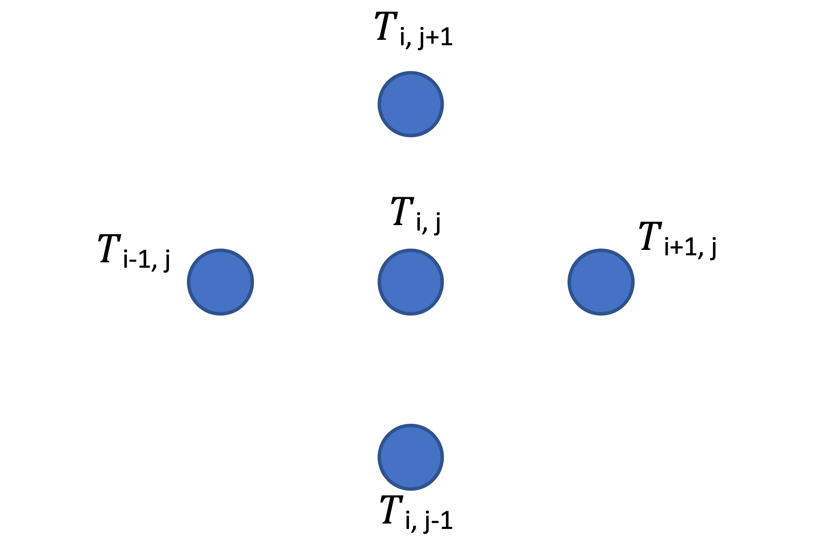 T i, j+1
T i, j
T i-1, j
T i+1, j
T i, j-1